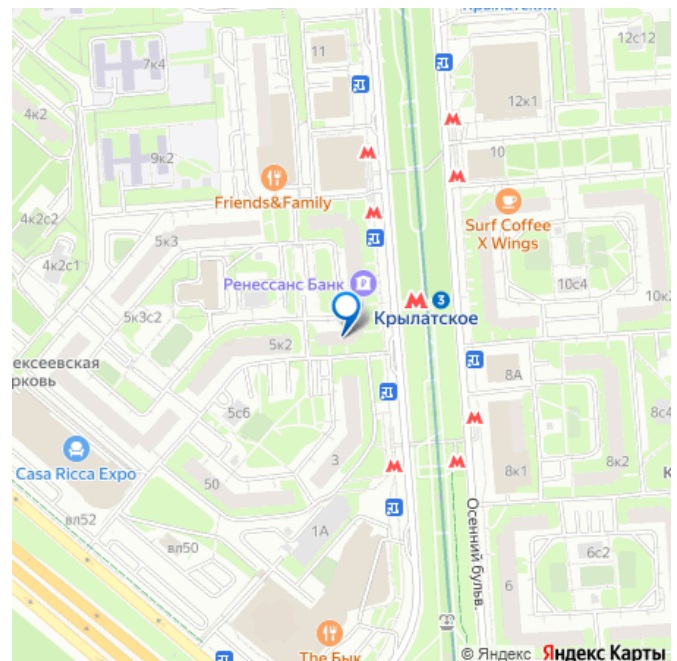 Крылатский
11
7к4
12с12
4к2
12к1
9к2
10
Friends&Family
Surf Coffee
X Wings
4к2с2
5к3
4к2с1
Ренессанс Банк
10с4
10к2
3
Крылатское
5к3с2
5к2
ексеевская
рковь
8А
5с6
8с4
3
8к2
Casa Ricca Expo
50
8к1
К
вл52
1А
Осенний бульв.
вл50
6с2
6
The Бык
© Яндекс Яндекс Карты